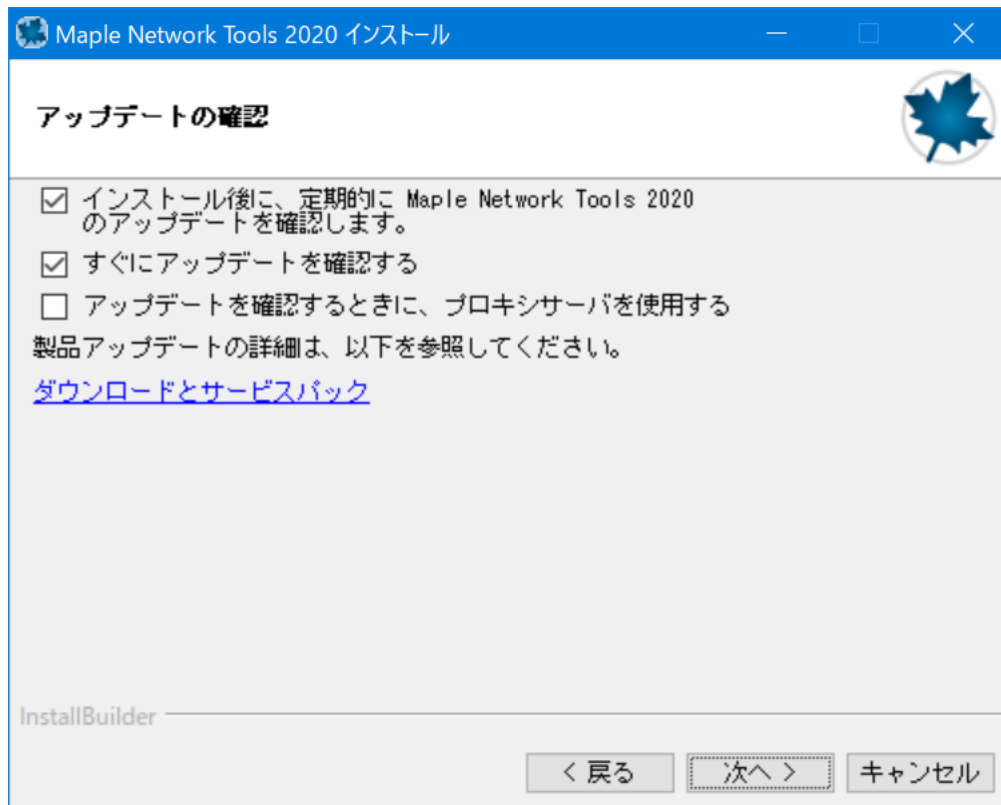 Maple Network Tools 2020 インストール
アップデートの確認
インストール後に、定期的に Maple Network Tools 2020
のアップデートを確認します。
すぐにアップデートを確認する
アップデートを確認するときに、プロキシサーバを使用する
製品アップデートの詳細は、以下を参照してください。
ダウンロードとサービスパック
InstallBuilder
< 戻る 次へ > キャンセル